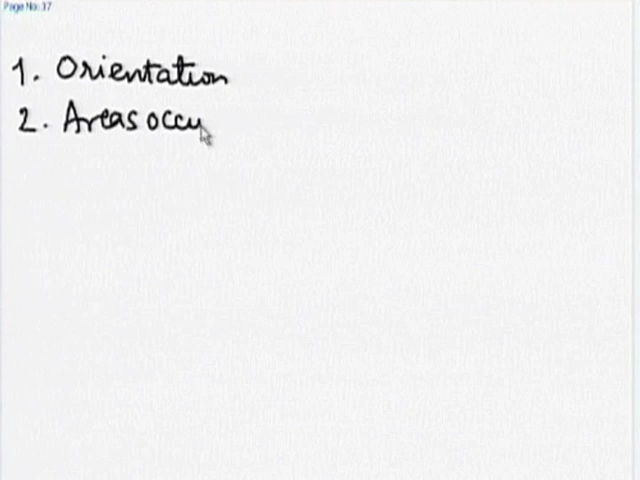 Page No: 37
1. Orientation
2. Areas occu